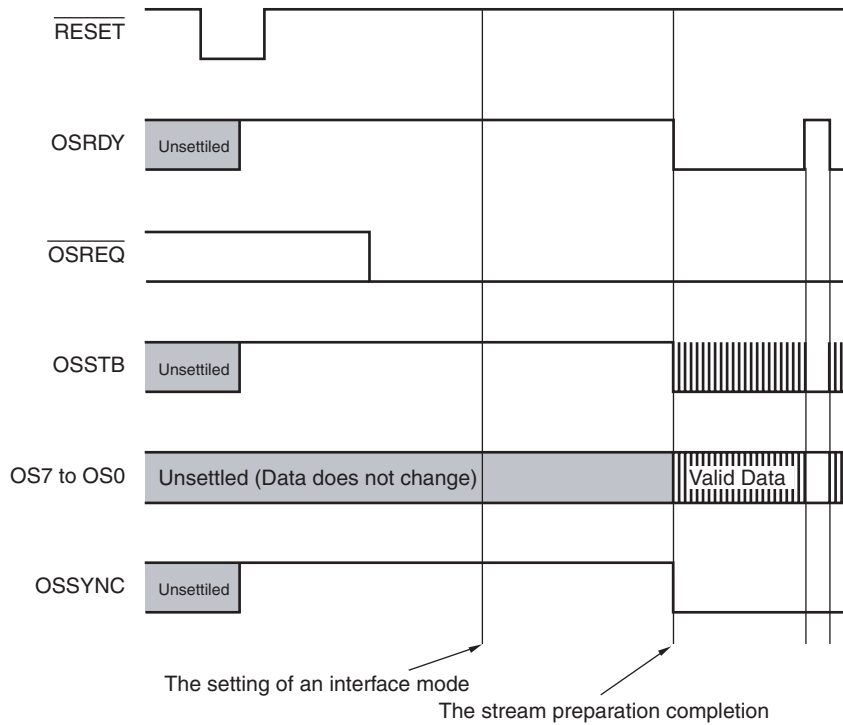 RESET
OSRDY
Unsettiled
OSREQ
OSSTB
Unsettiled
OS7 to OS0
Unsettled (Data does not change)
Valid Data
OSSYNC
Unsettiled
The setting of an interface mode
The stream preparation completion